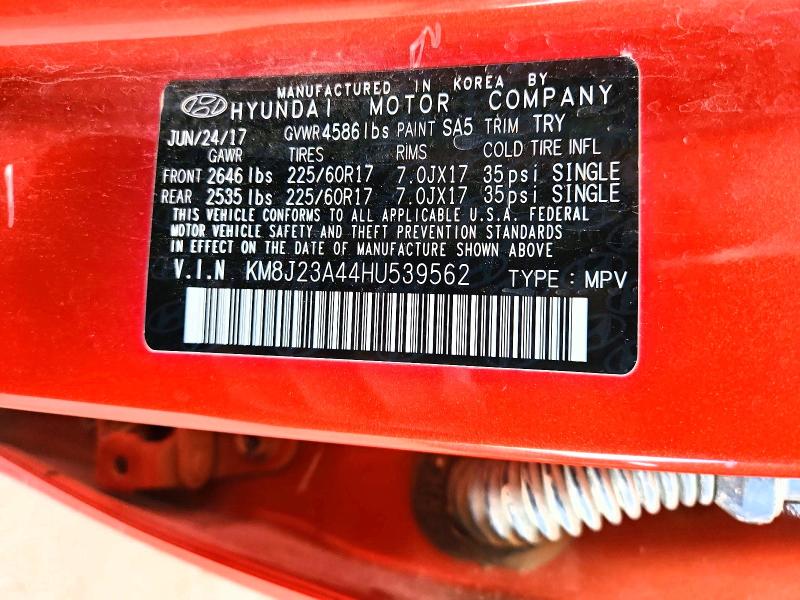 MANUFACTURED IN KOREA BY
HYUNDAI MOTOR COMPANY
JUN/24/17 GVWR 4586 lbs PAINT SA5 TRIM TRY
GAWR TIRES RIMS COLD TIRE INFL
FRONT 2646 lbs 225/60R17 7.0JX17 35psi SINGLE
REAR 2535 lbs 225/60R17 7.0JX17 35psi SINGLE
THIS VEHICLE CONFORMS TO ALL APPLICABLE U.S.A. FEDERAL
MOTOR VEHICLE SAFETY AND THEFT PREVENTION STANDARDS
IN EFFECT ON THE DATE OF MANUFACTURE SHOWN ABOVE
V.I.N KM8J23A44HU539562 TYPE : MPV